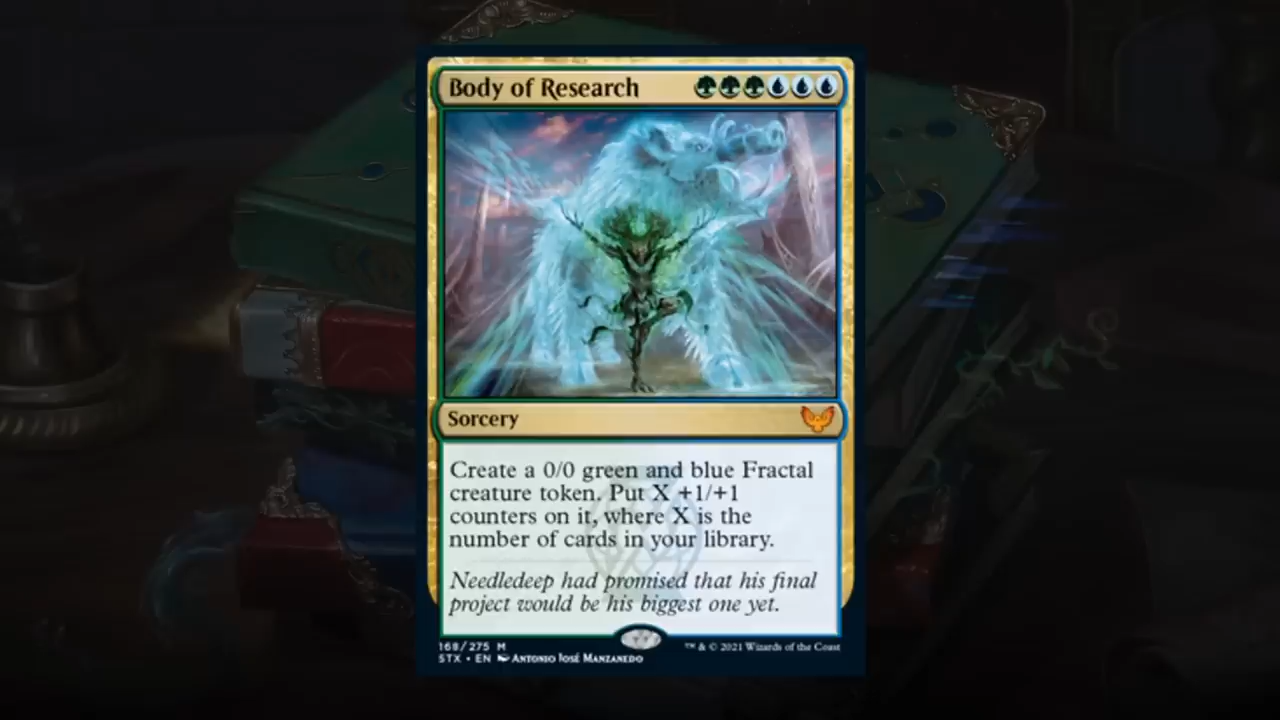 Body of Research
Sorcery
Create a 0/0 green and blue Fractal
creature token. Put X +1/+1
counters on it, where X is the
number of cards in your library.
Needledeep had promised that his final
project would be his biggest one yet.
168/275 M
STX • EN Antonio José Manzanedo
™ & © 2021 Wizards of the Coast